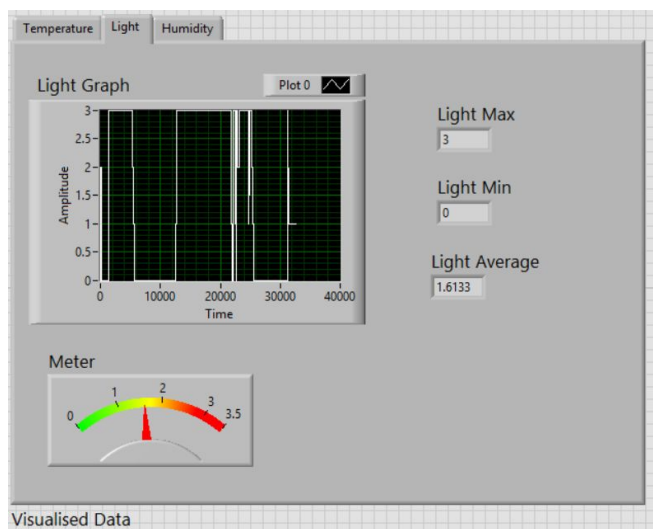 Temperature Light Humidity
Light Graph
Plot 0
3
2.5
2
1.5
1
0.5
0
Amplitude
0 10000 20000 30000 40000
Time
Light Max
3
Light Min
0
Light Average
1.6133
Meter
0 1 2 3 3.5
Visualised Data